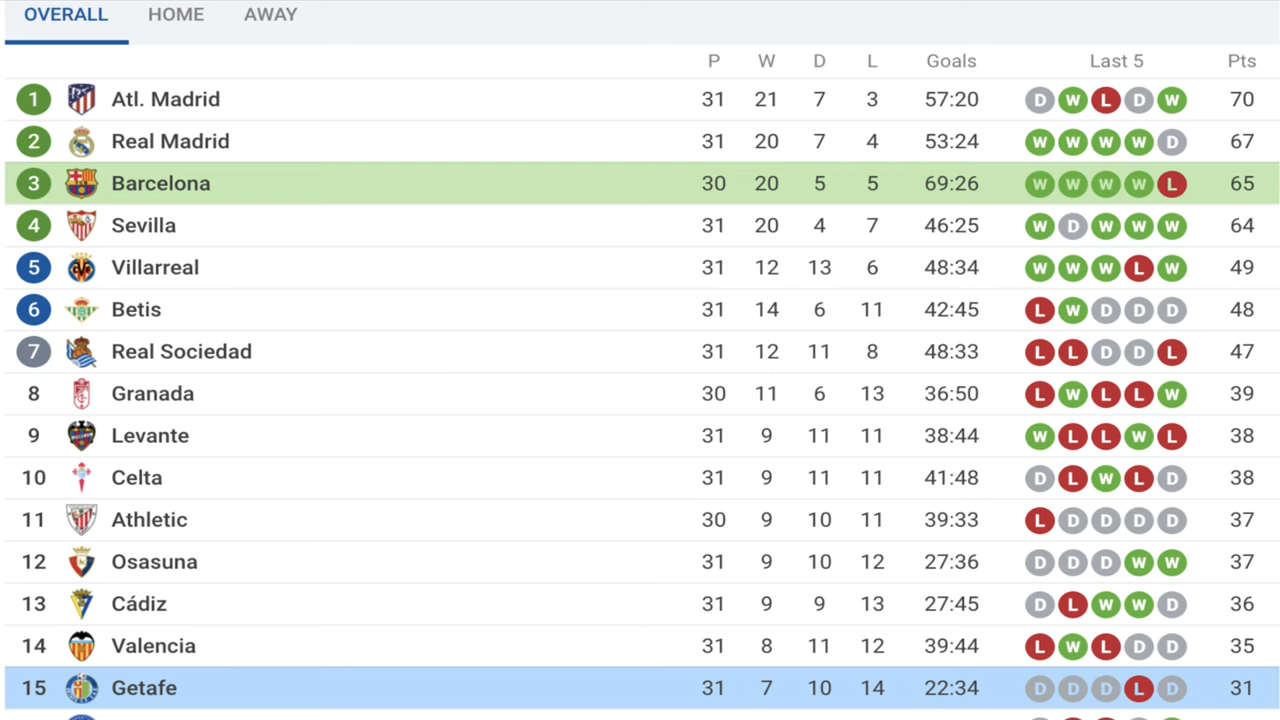 OVERALL HOME AWAY
P W D L Goals Last 5 Pts
1 Atl. Madrid 31 21 7 3 57:20 D W L D W 70
2 Real Madrid 31 20 7 4 53:24 W W W W D 67
3 Barcelona 30 20 5 5 69:26 W W W W L 65
4 Sevilla 31 20 4 7 46:25 W D W W W 64
5 Villarreal 31 12 13 6 48:34 W W W L W 49
6 Betis 31 14 6 11 42:45 L W D D D 48
7 Real Sociedad 31 12 11 8 48:33 L L D D L 47
8 Granada 30 11 6 13 36:50 L W L L W 39
9 Levante 31 9 11 11 38:44 W L L W L 38
10 Celta 31 9 11 11 41:48 D L W L D 38
11 Athletic 30 9 10 11 39:33 L D D D D 37
12 Osasuna 31 9 10 12 27:36 D D D W W 37
13 Cádiz 31 9 9 13 27:45 D L W W D 36
14 Valencia 31 8 11 12 39:44 L W L D D 35
15 Getafe 31 7 10 14 22:34 D D D L D 31